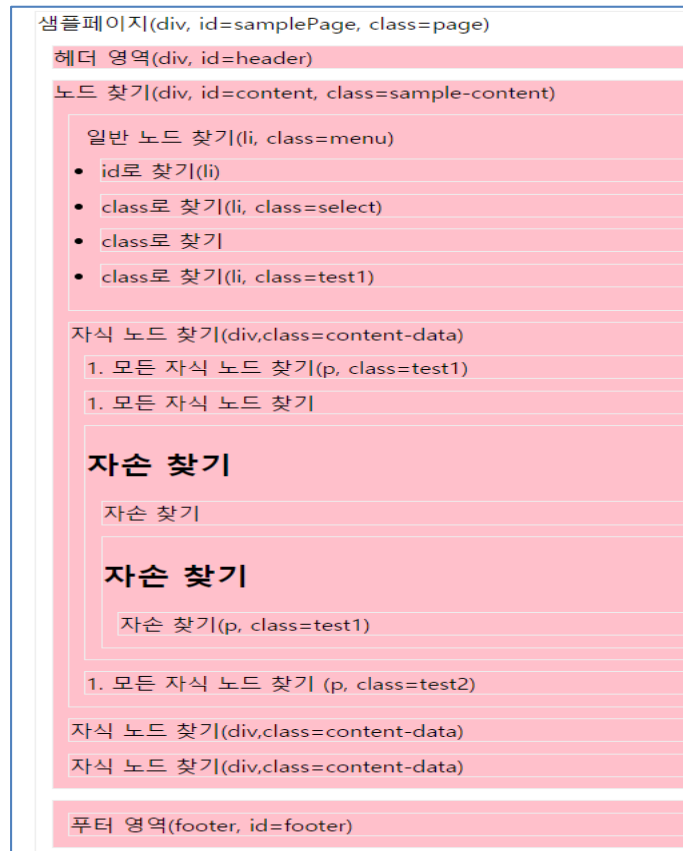 샘플페이지(div, id=samplePage, class=page)
헤더 영역(div, id=header)
노드 찾기(div, id=content, class=sample-content)
일반 노드 찾기(li, class=menu)
• id로 찾기(li)
• class로 찾기(li, class=select)
• class로 찾기
• class로 찾기(li, class=test1)
자식 노드 찾기(div,class=content-data)
1. 모든 자식 노드 찾기(p, class=test1)
1. 모든 자식 노드 찾기
자손 찾기
자손 찾기
자손 찾기
자손 찾기(p, class=test1)
1. 모든 자식 노드 찾기 (p, class=test2)
자식 노드 찾기(div,class=content-data)
자식 노드 찾기(div,class=content-data)
푸터 영역(footer, id=footer)